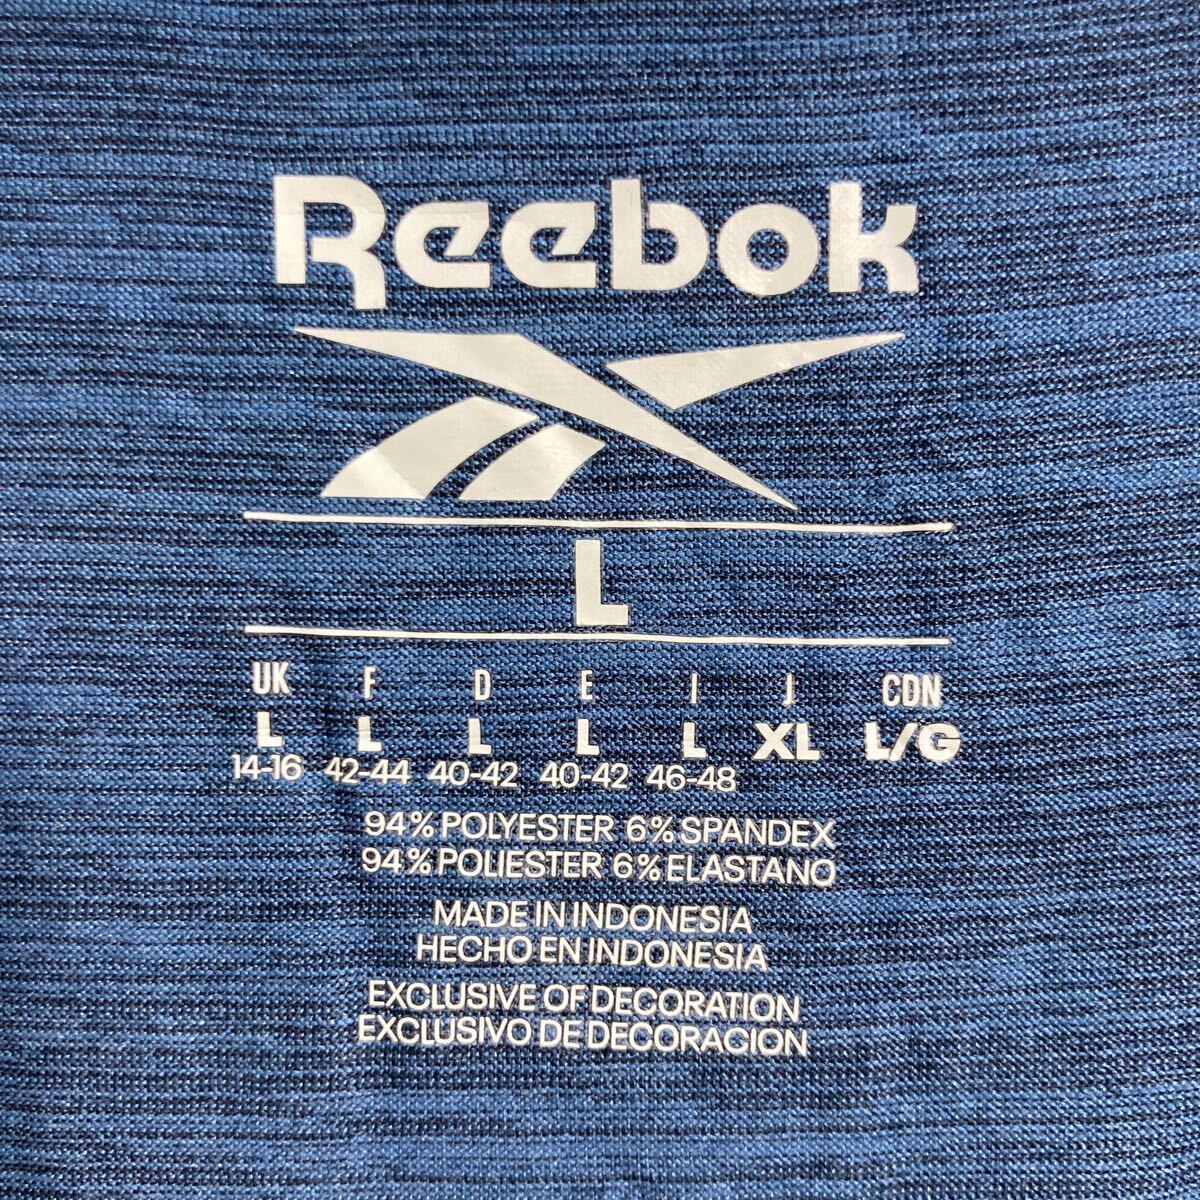 Reebok
L
UK F D E I J CDN
L L L L L XL L/G
14-16 42-44 40-42 40-42 46-48
94% POLYESTER 6% SPANDEX
94% POLIESTER 6% ELASTANO
MADE IN INDONESIA
HECHO EN INDONESIA
EXCLUSIVE OF DECORATION
EXCLUSIVO DE DECORACION